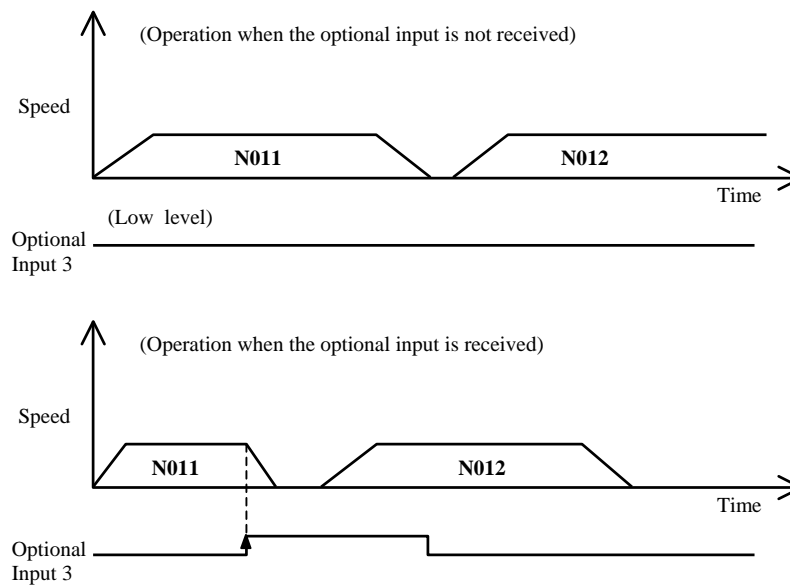 (Operation when the optional input is not received)
Speed
N011
N012
Time
(Low level)
Optional
Input 3
(Operation when the optional input is received)
Speed
N011
N012
Time
Optional
Input 3